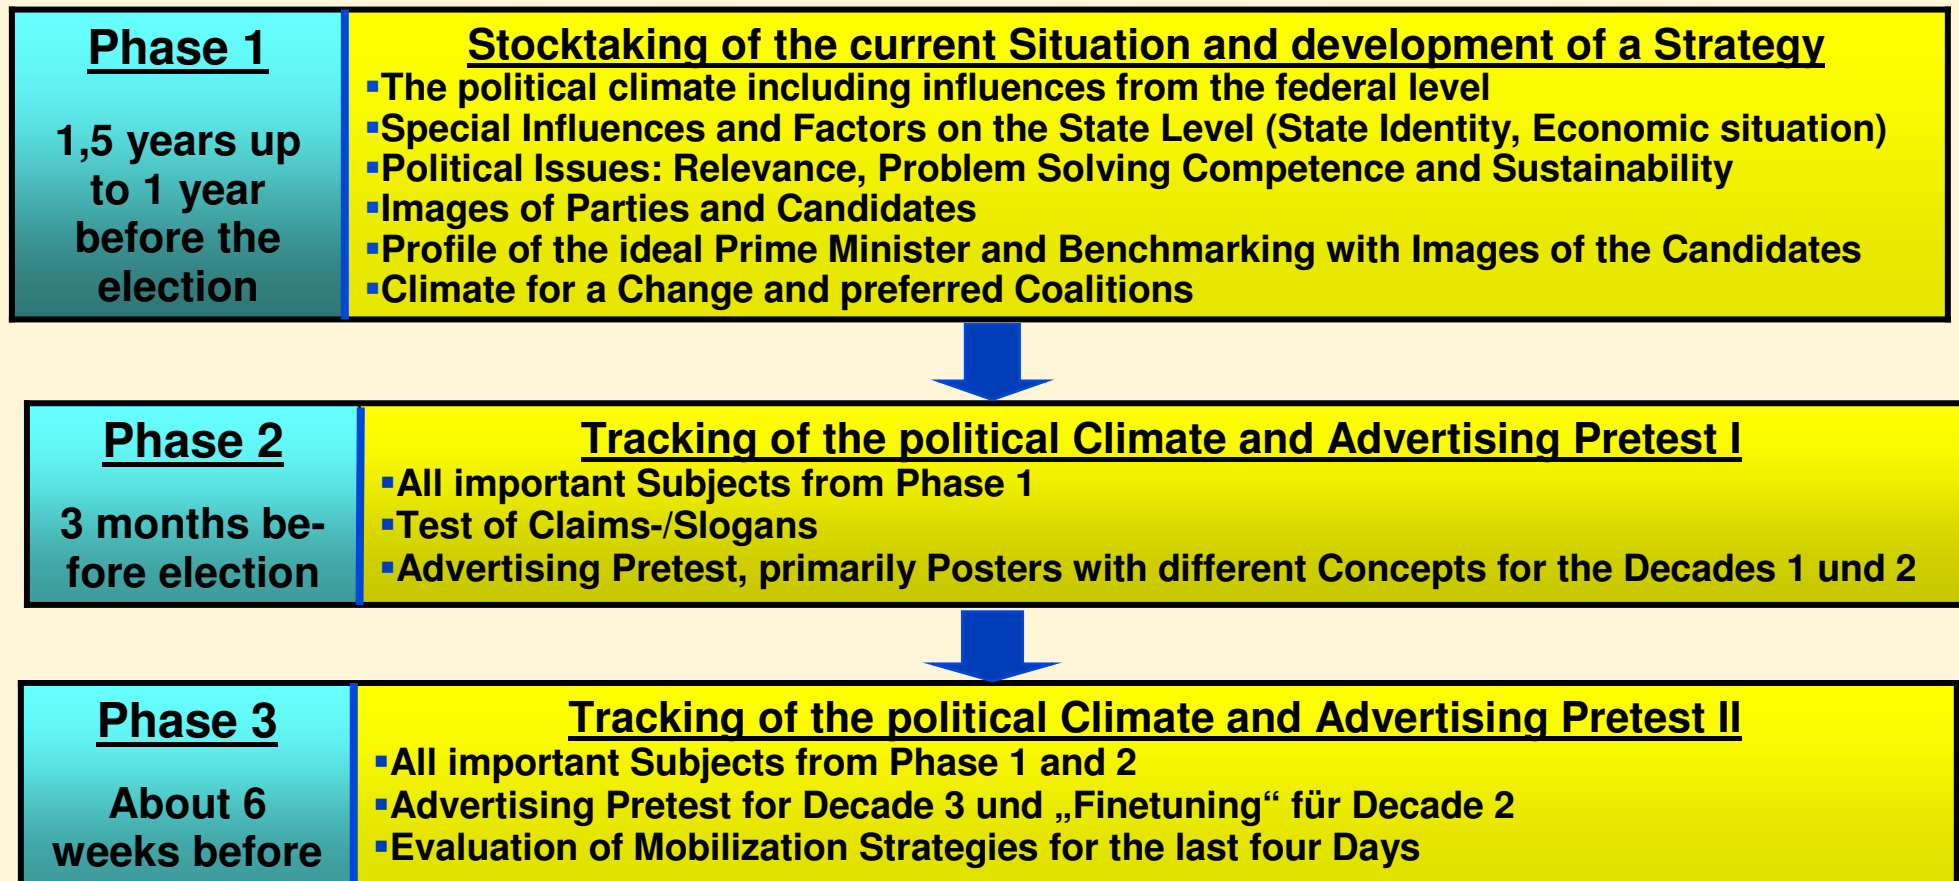 Phase 1
1,5 years up
to 1 year
before the
election
Stocktaking of the current Situation and development of a Strategy
▪The political climate including influences from the federal level
▪Special Influences and Factors on the State Level (State Identity, Economic situation)
▪Political Issues: Relevance, Problem Solving Competence and Sustainability
▪Images of Parties and Candidates
▪Profile of the ideal Prime Minister and Benchmarking with Images of the Candidates
▪Climate for a Change and preferred Coalitions
Phase 2
3 months be-
fore election
Tracking of the political Climate and Advertising Pretest I
▪All important Subjects from Phase 1
▪Test of Claims-/Slogans
▪Advertising Pretest, primarily Posters with different Concepts for the Decades 1 und 2
Phase 3
About 6
weeks before
Tracking of the political Climate and Advertising Pretest II
▪All important Subjects from Phase 1 and 2
▪Advertising Pretest for Decade 3 und „Finetuning“ für Decade 2
▪Evaluation of Mobilization Strategies for the last four Days